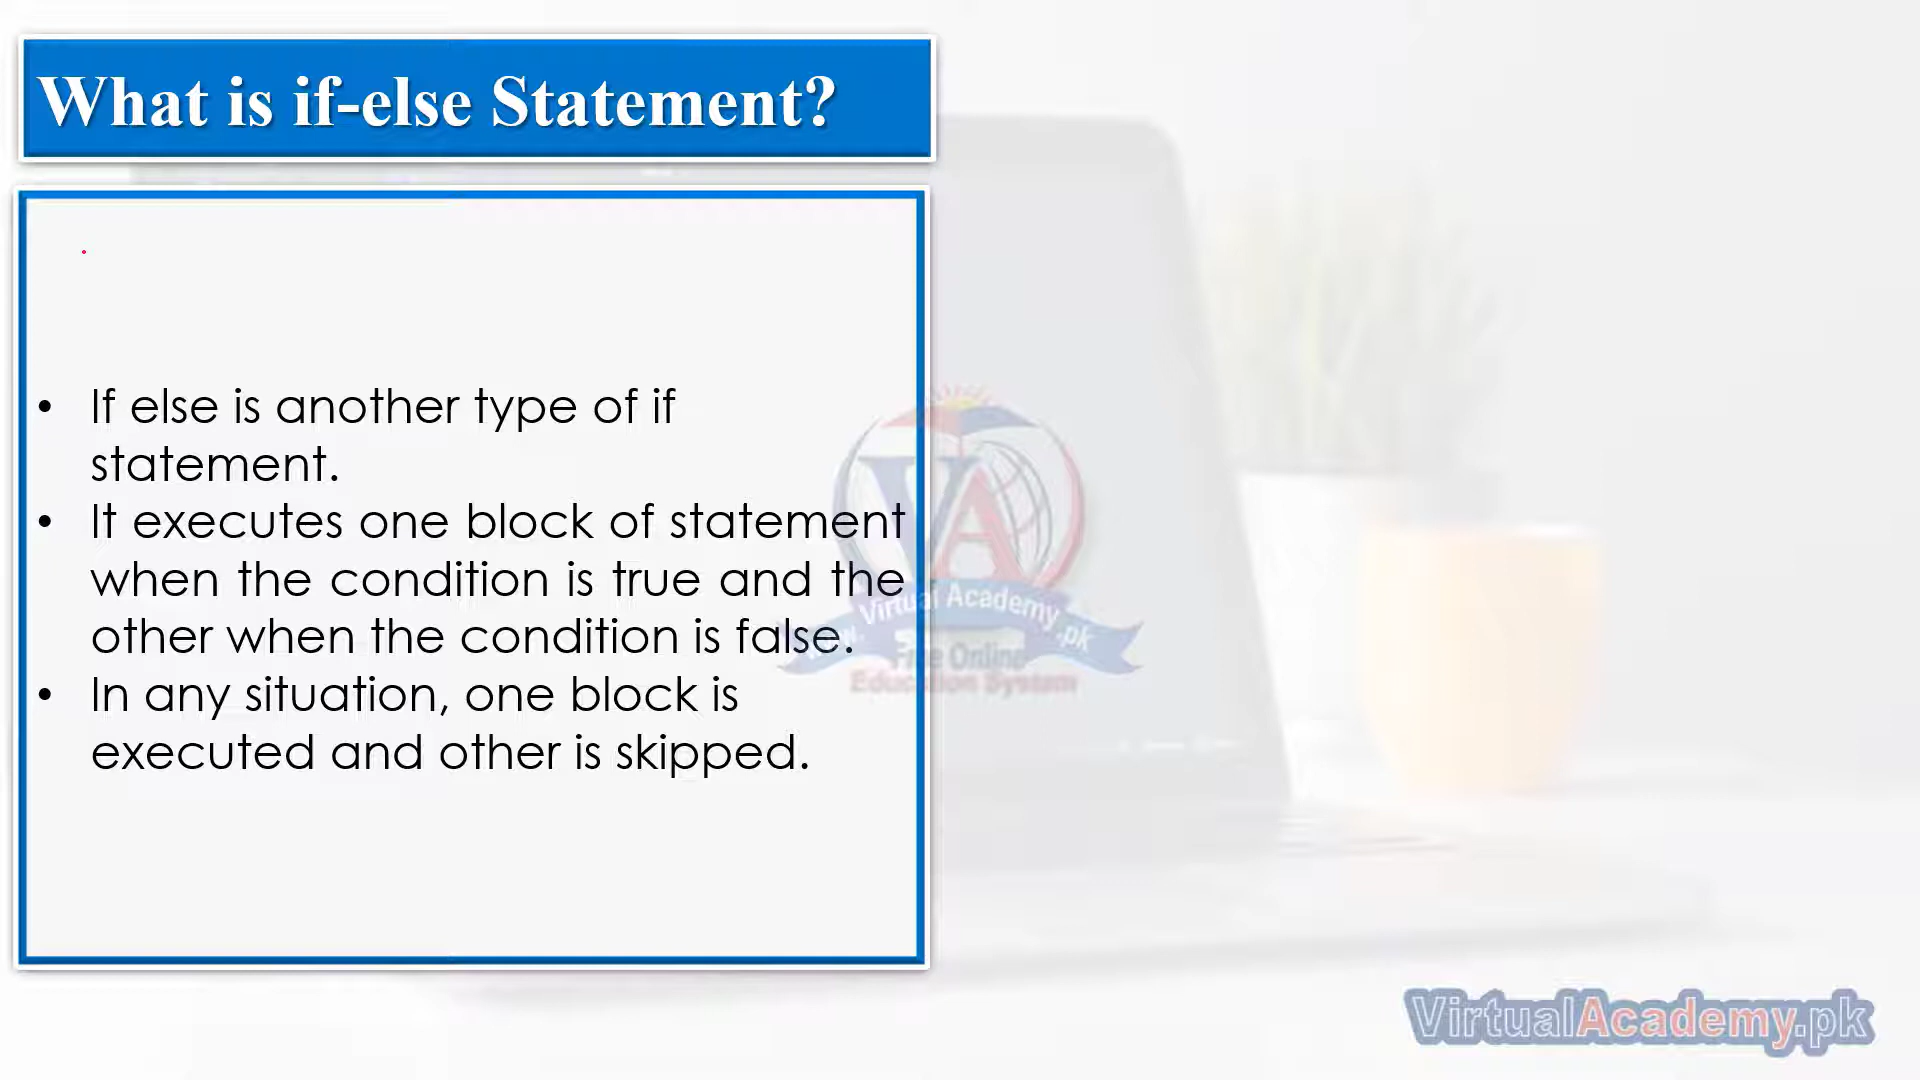 What is if-else Statement?
• If else is another type of if
statement.
• It executes one block of statement
when the condition is true and the
other when the condition is false.
• In any situation, one block is
executed and other is skipped.
VA
www.Virtual Academy.pk
Free Online
Education System
VirtualAcademy.pk